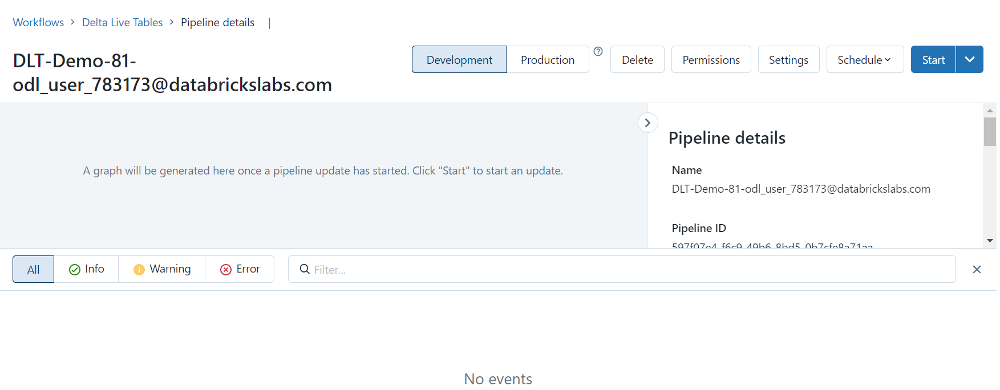 Workflows > Delta Live Tables > Pipeline details |
DLT-Demo-81-
odl_user_783173@databrickslabs.com
Development Production Delete Permissions Settings Schedule Start
A graph will be generated here once a pipeline update has started. Click "Start" to start an update.
Pipeline details
Name
DLT-Demo-81-odl_user_783173@databrickslabs.com
Pipeline ID
597f07e4-f6c9-49b6-8bd5-0b7cfe8a71aa
All Info Warning Error Filter...
No events